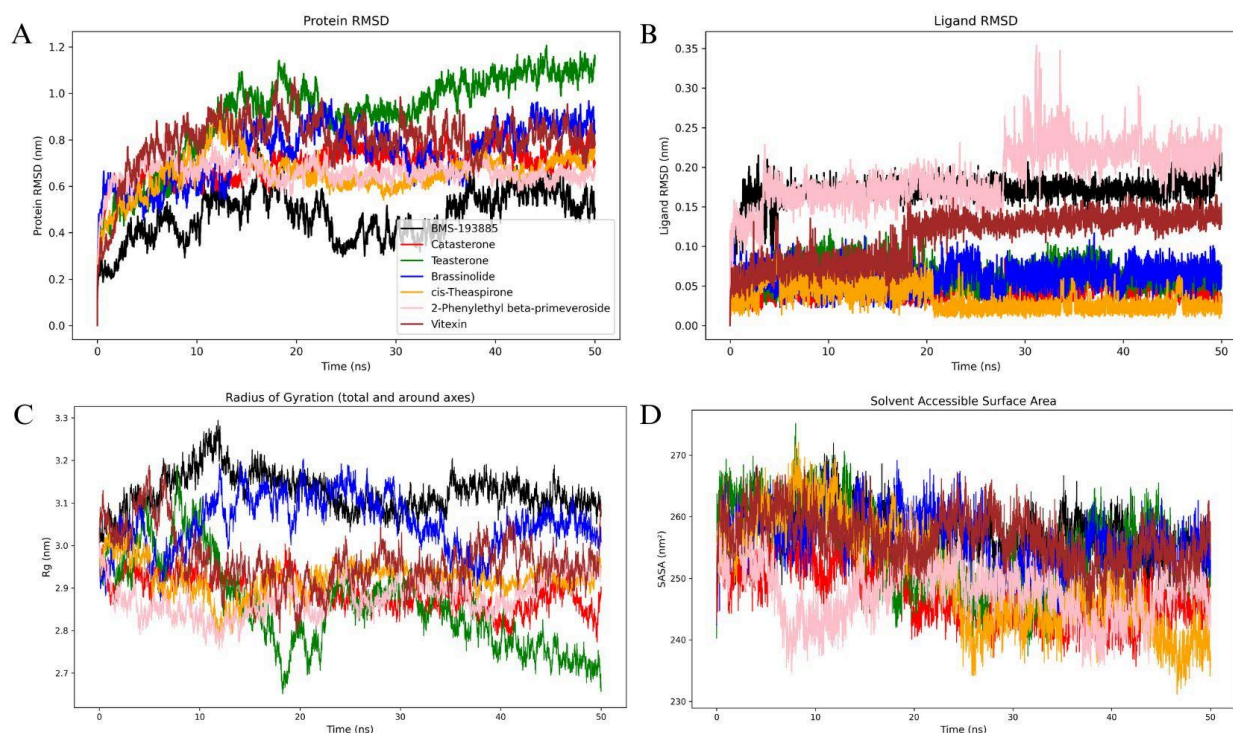 A
Protein RMSD
Protein RMSD (nm)
1.2
1.0
0.8
0.6
0.4
0.2
0.0
BMS-193885
Catasterone
Teasterone
Brassinolide
cis-Theaspirone
2-Phenylethyl beta-primeveroside
Vitexin
0
10
20
30
40
50
Time (ns)
B
Ligand RMSD
Ligand RMSD (nm)
0.35
0.30
0.25
0.20
0.15
0.10
0.05
0.00
0
10
20
30
40
50
Time (ns)
C
Radius of Gyration (total and around axes)
Rg (nm)
3.3
3.2
3.1
3.0
2.9
2.8
2.7
0
10
20
30
40
50
Time (ns)
D
Solvent Accessible Surface Area
SASA (nm²)
270
260
250
240
230
0
10
20
30
40
50
Time (ns)